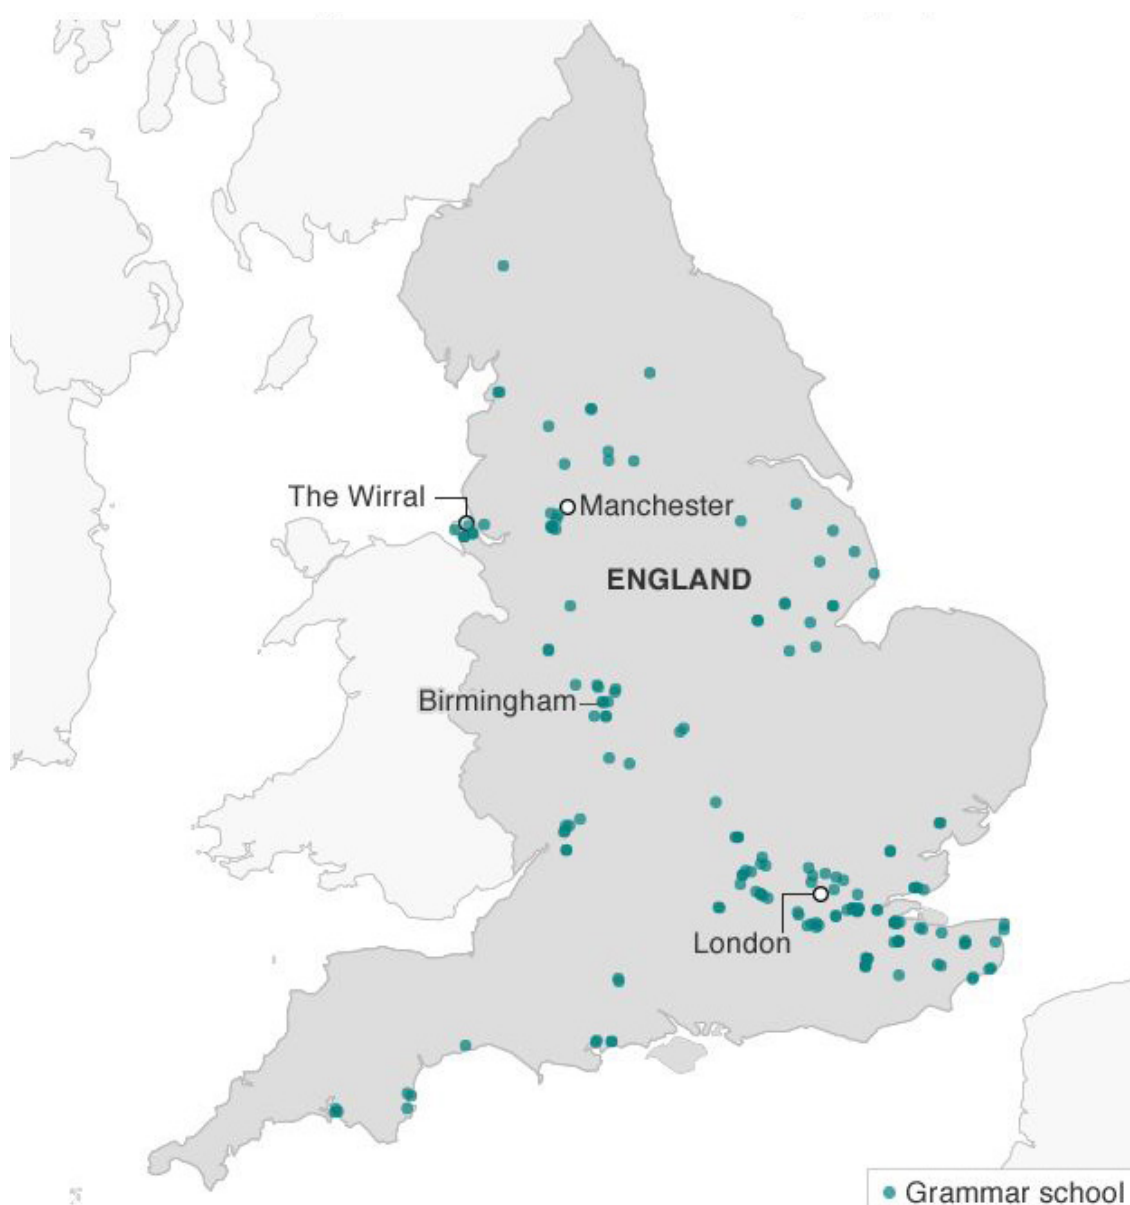 The Wirral
Manchester
ENGLAND
Birmingham
London
Grammar school